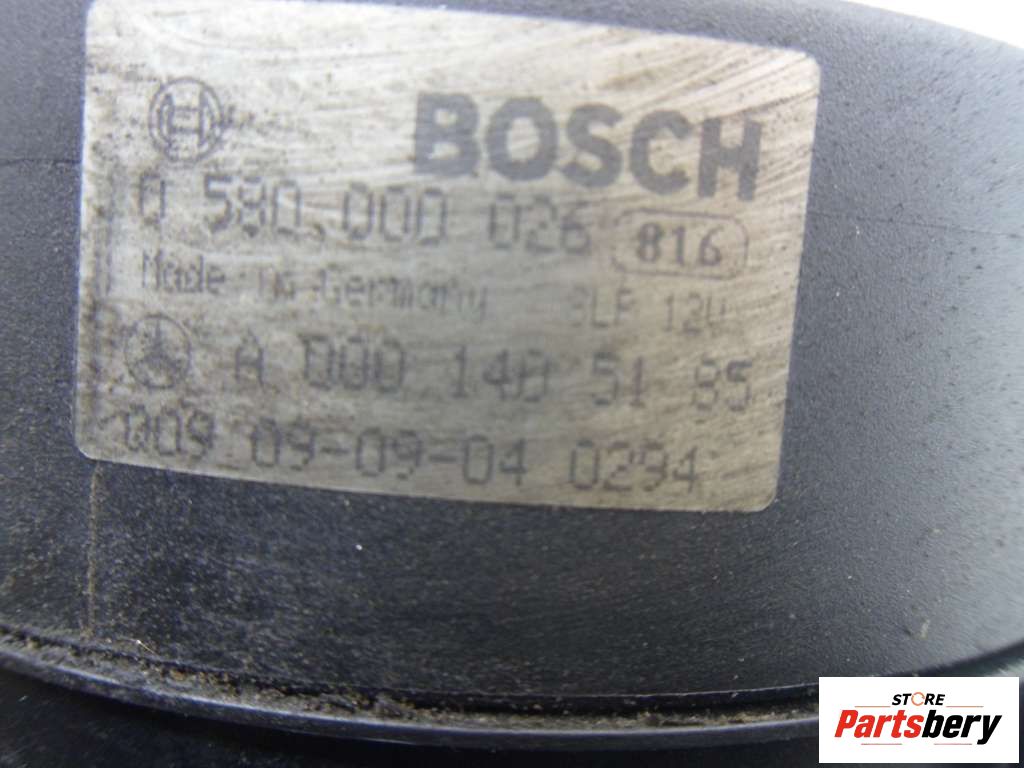 BOSCH
0 580 000 026 816
Made in Germany SLP 12V
A 000 140 51 85
009 09-09-04 0294
STORE
Partsbery